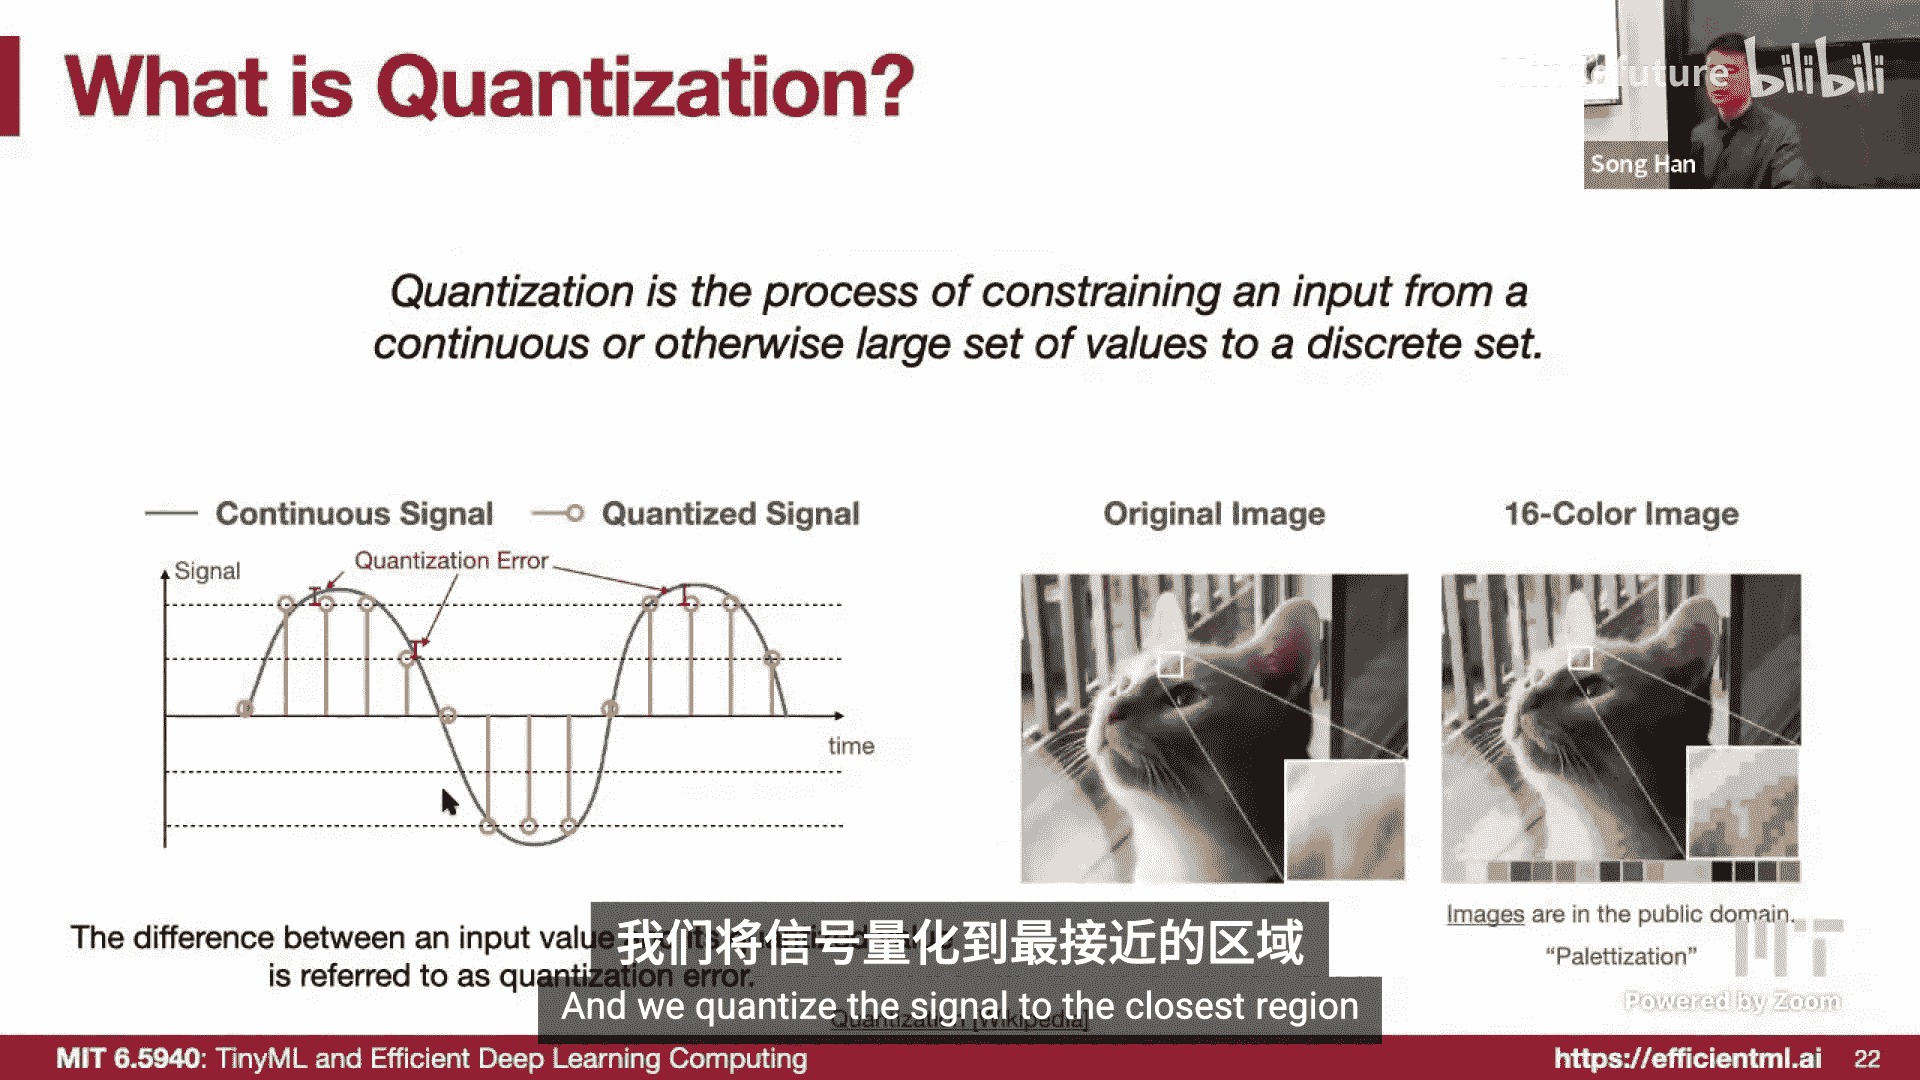 What is Quantization?
future bilibili
Song Han
Quantization is the process of constraining an input from a
continuous or otherwise large set of values to a discrete set.
Continuous Signal
Quantized Signal
Quantization Error
Signal
time
Original Image
16-Color Image
Images are in the public domain.
“Palettization”
The difference between an input value
is referred to as quantization error.
我们将信号量化到最接近的区域
And we quantize the signal to the closest region
Quantization [Wikipedia]
MIT
Powered by Zoom
MIT 6.5940: TinyML and Efficient Deep Learning Computing
https://efficientml.ai
22